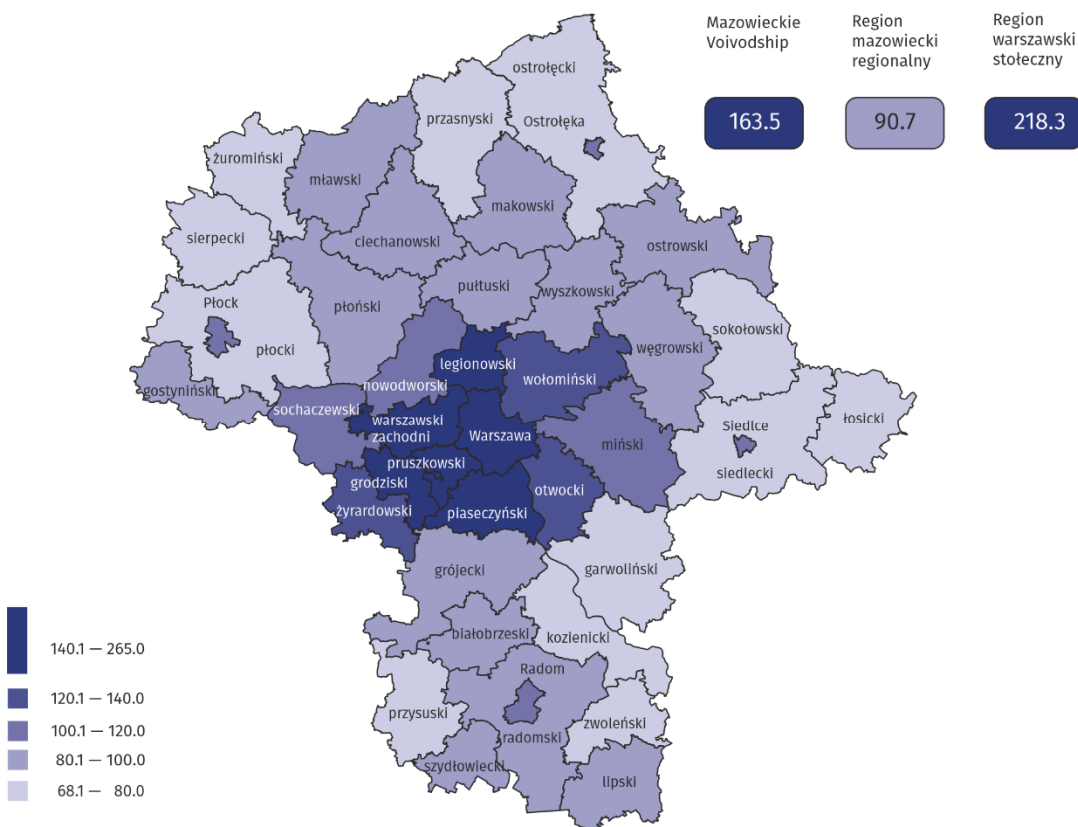 Mazowieckie
Voivodship
Region
mazowiecki
regionalny
Region
warszawski
stołeczny
163.5
90.7
218.3
ostrołęcki
przasnyski
Ostrołęka
żuromiński
mławski
makowski
sierpecki
ciechanowski
ostrowski
pułtuski
wyszkowski
Płock
płoński
sokołowski
płocki
węgrowski
legionowski
wołomiński
gostyniński
nowodworski
sochaczewski
warszawski
zachodni
Warszawa
łosicki
Siedlce
miński
siedlecki
pruszkowski
grodziski
otwocki
żyrardowski
piaseczyński
grójecki
garwoliński
białobrzeski
kozienicki
Radom
przysuski
zwoleński
radomski
szydłowiecki
lipski
140.1 — 265.0
120.1 — 140.0
100.1 — 120.0
80.1 — 100.0
68.1 — 80.0